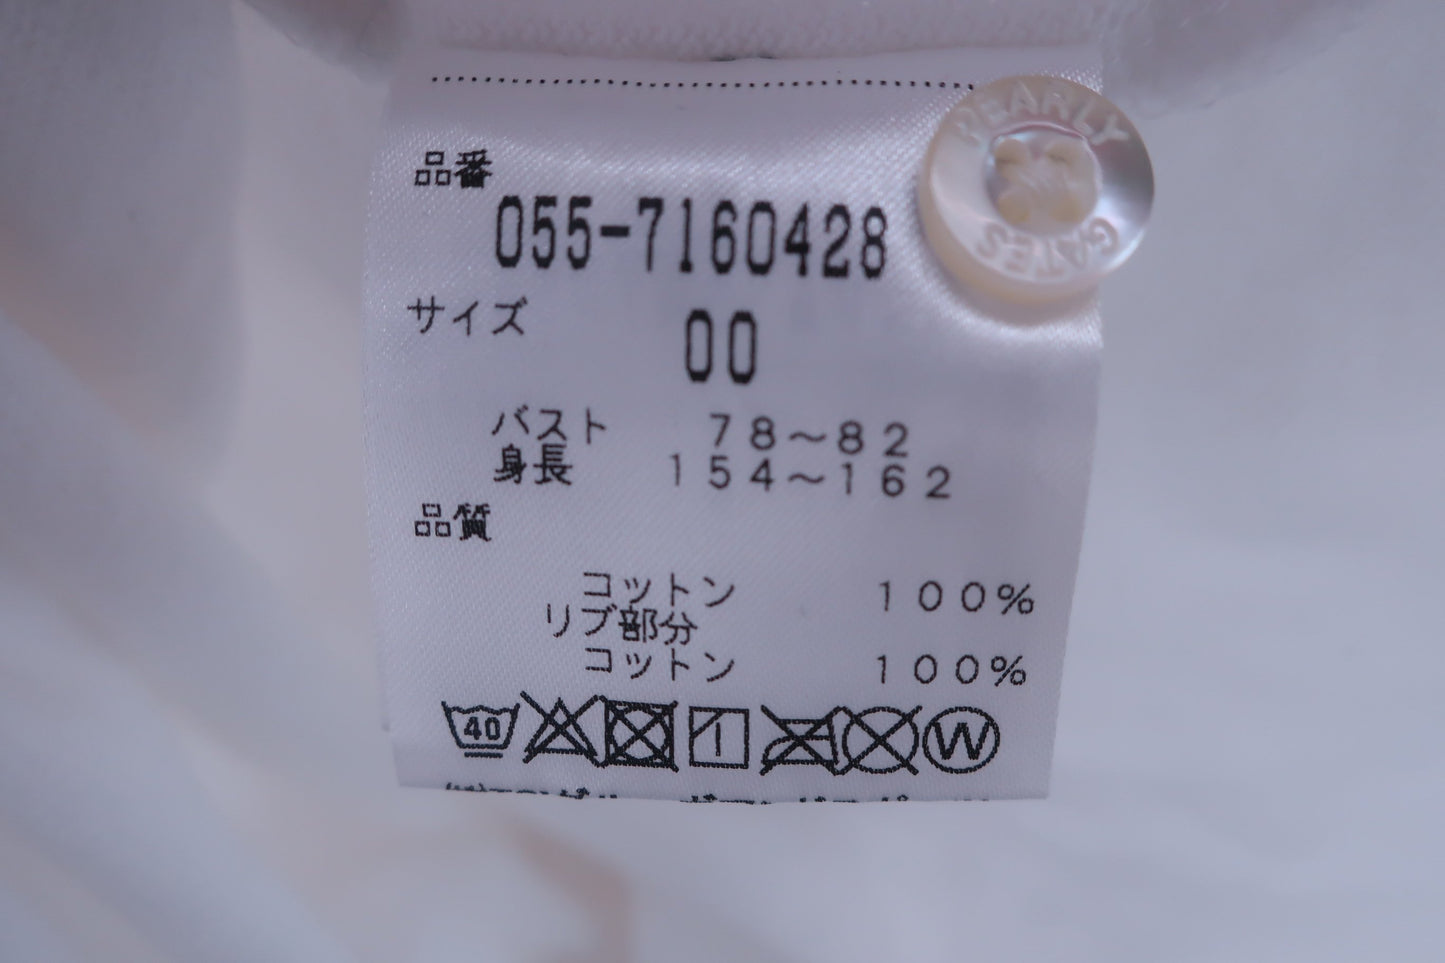 品番
055-7160428
サイズ
00
バスト 78～82
身長 154～162
品質
コットン 100%
リブ部分
コットン 100%
40
W
PEARLY
GATES